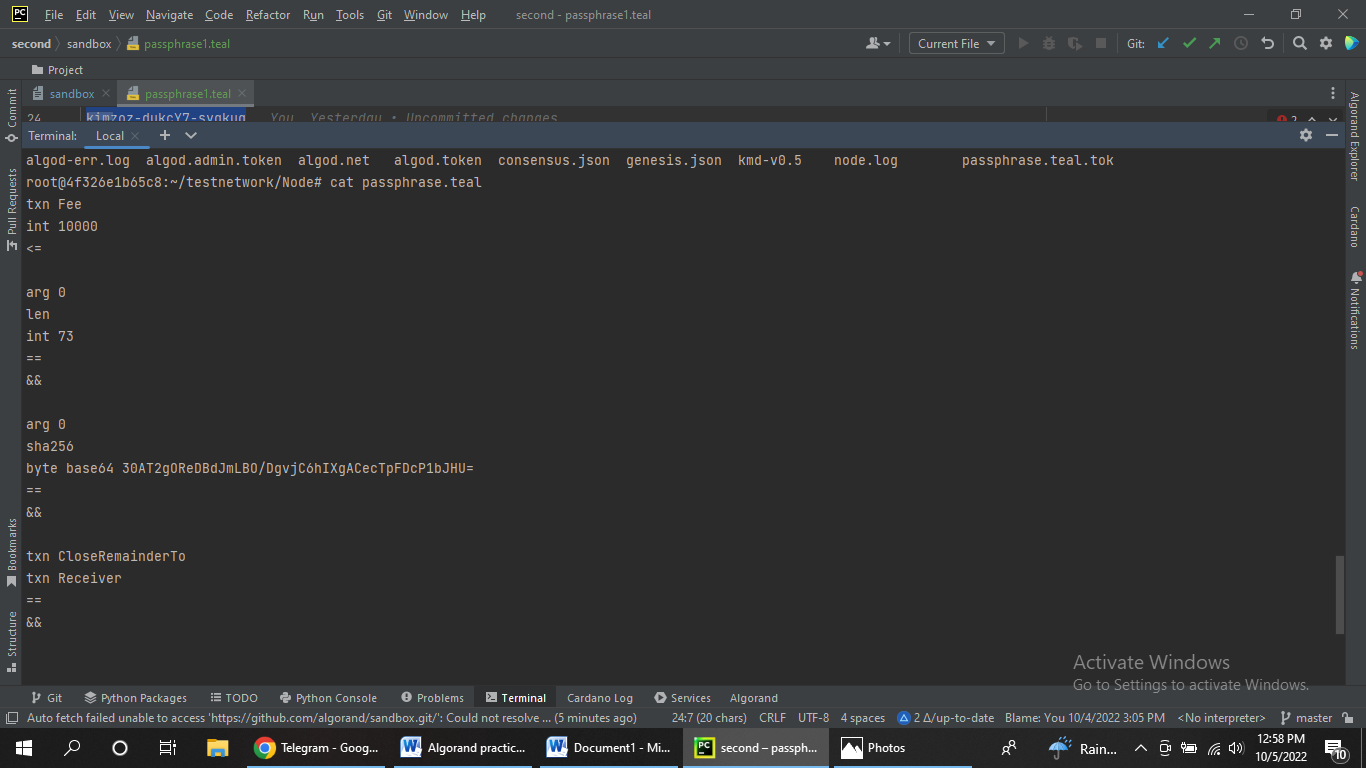 PC File Edit View Navigate Code Refactor Run Tools Git Window Help second - passphrase1.teal
second sandbox passphrase1.teal Current File Git:
Project
sandbox passphrase1.teal
24 kimzoz-dukcY7-syqkuq You Yesterday • Uncommitted changes 2
Terminal: Local
algod-err.log algod.admin.token algod.net algod.token consensus.json genesis.json kmd-v0.5 node.log passphrase.teal.tok
root@4f326e1b65c8:~/testnetwork/Node# cat passphrase.teal
txn Fee
int 10000
<=
arg 0
len
int 73
==
&&
arg 0
sha256
byte base64 30AT2gOReDBdJmLBO/DgvjC6hIXgACecTpFDcP1bJHU=
==
&&
txn CloseRemainderTo
txn Receiver
==
&&
Commit
Pull Requests
Bookmarks
Structure
Algorand Explorer
Cardano
Notifications
Activate Windows
Go to Settings to activate Windows.
Git Python Packages TODO Python Console Problems Terminal Cardano Log Services Algorand
Auto fetch failed unable to access 'https://github.com/algorand/sandbox.git/': Could not resolve ... (5 minutes ago) 24:7 (20 chars) CRLF UTF-8 4 spaces 2 Δ/up-to-date Blame: You 10/4/2022 3:05 PM <No interpreter> master
Telegram - Goog... Algorand practic... Document1 - Mi... PC second – passph... Photos Rain... 12:58 PM
10/5/2022 10